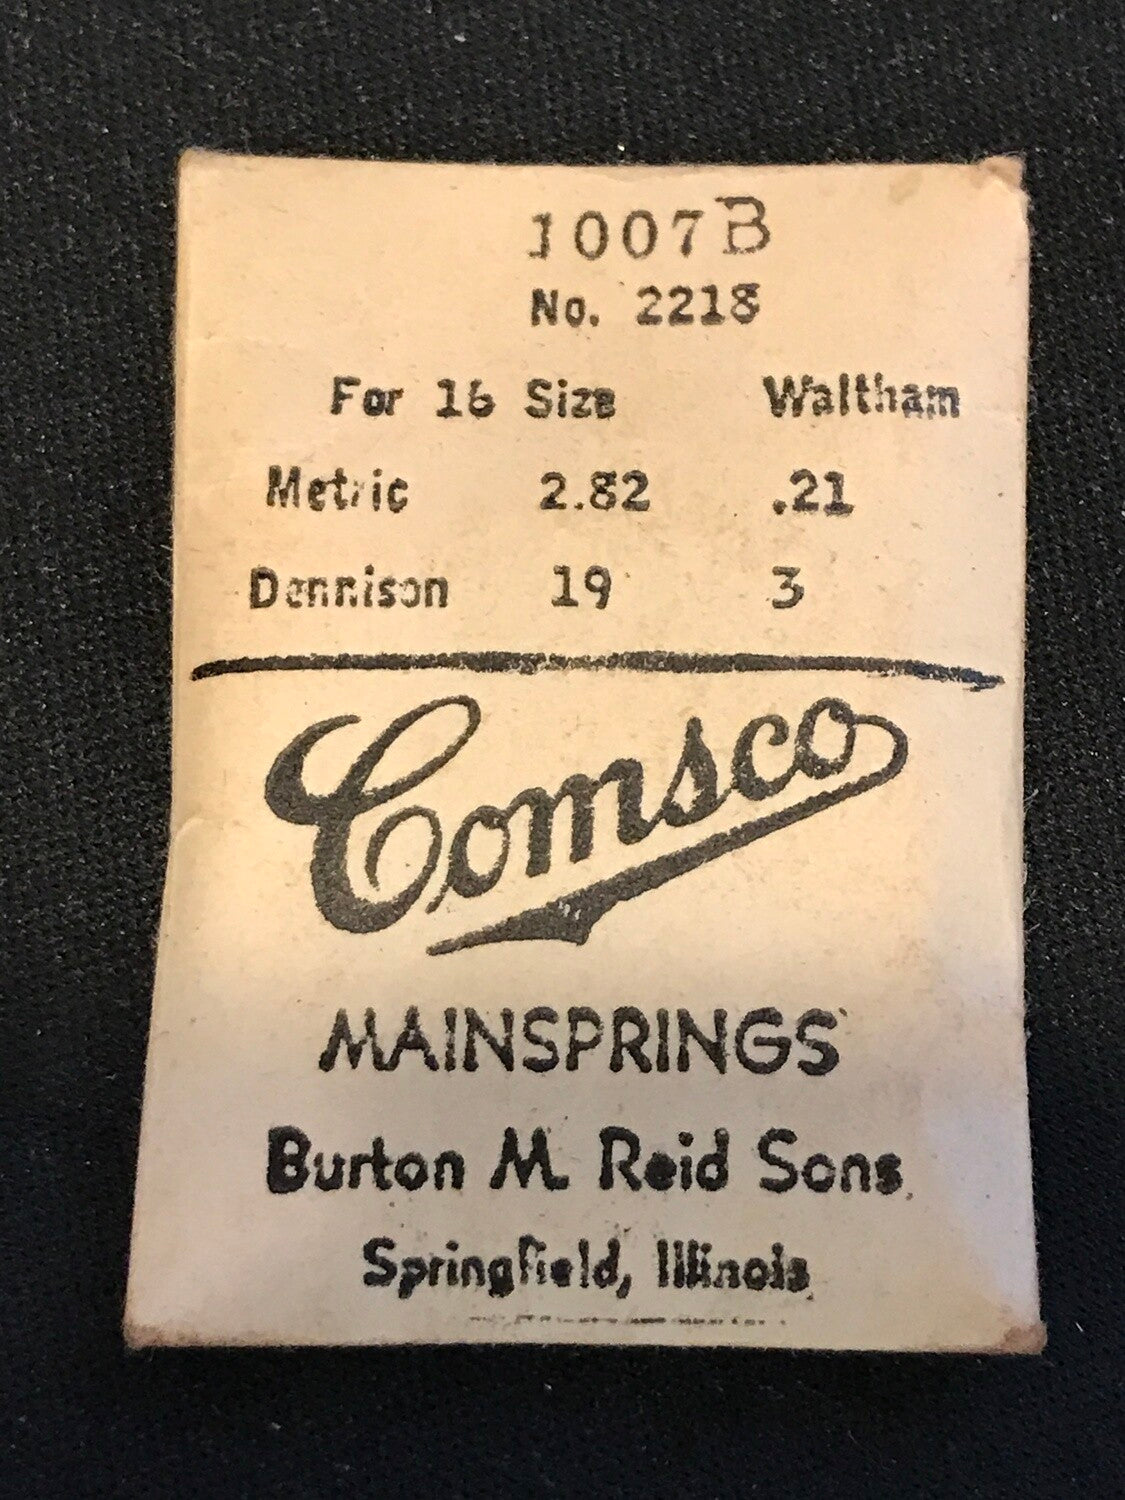 1007B
No. 2218
For 16 Size Waltham
Metric 2.82 .21
Dennison 19 3
Comsco
MAINSPRINGS
Burton M. Reid Sons
Springfield, Illinois